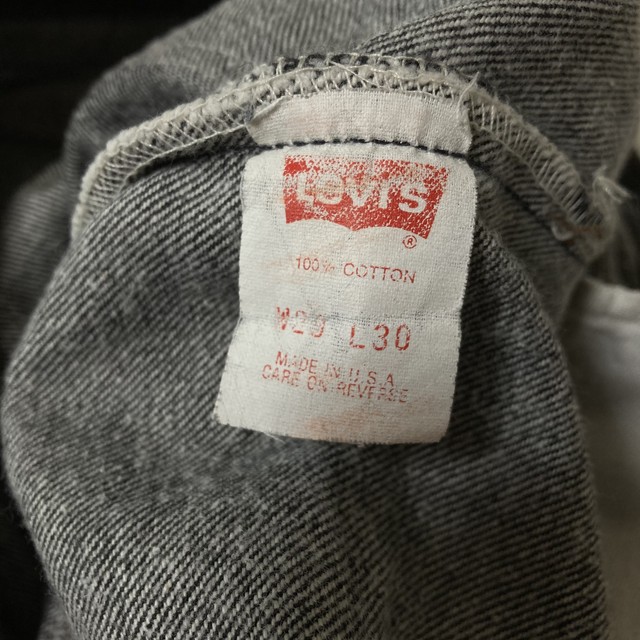 LEVI'S
®
100% COTTON
L30
MADE IN U.S.A
CARE ON REVERSE